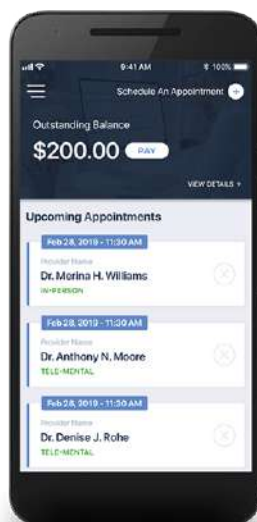 9:41 AM
100%
Schedule An Appointment +
Outstanding Balance
$200.00 PAY
VIEW DETAILS +
Upcoming Appointments
Feb 28, 2019 - 11:30 AM
Provider Name
Dr. Merina H. Williams
IN-PERSON
Feb 28, 2019 - 11:30 AM
Provider Name
Dr. Anthony N. Moore
TELE-MENTAL
Feb 28, 2019 - 11:30 AM
Provider Name
Dr. Denise J. Rohe
TELE-MENTAL